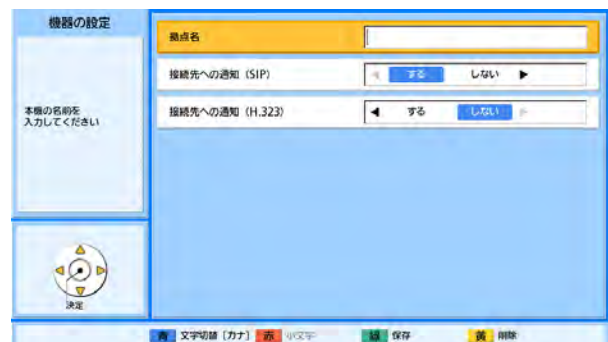 機器の設定
本機の名前を
入力してください
決定
拠点名
接続先への通知（SIP）
◀ する しない ▶
接続先への通知（H.323）
◀ する しない ▶
青 文字切替［カナ］ 赤 小文字 緑 保存 黄 削除